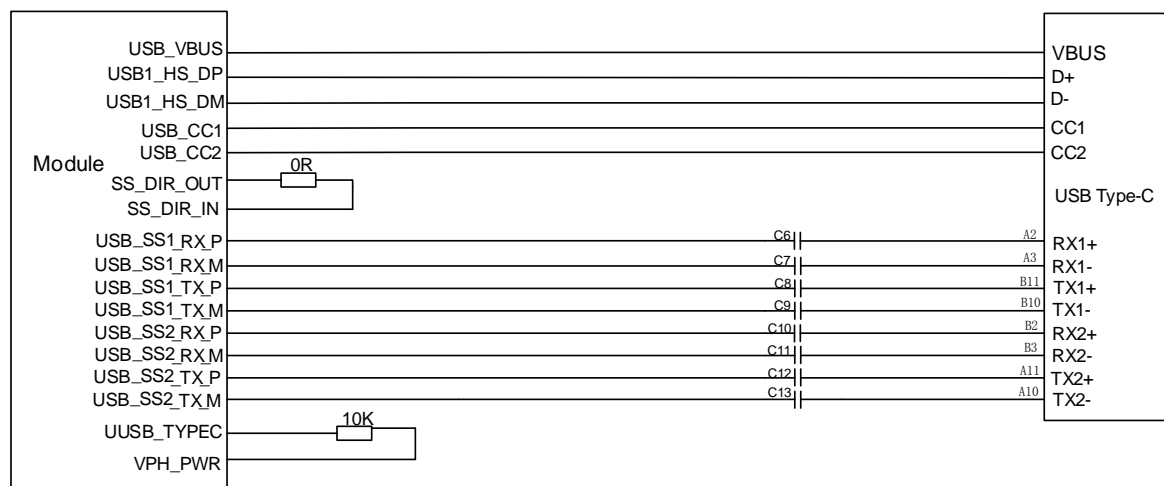 USB_VBUS
USB1_HS_DP
USB1_HS_DM
USB_CC1
USB_CC2
Module
SS_DIR_OUT
SS_DIR_IN
0R
USB_SS1_RX_P
USB_SS1_RX_M
USB_SS1_TX_P
USB_SS1_TX_M
USB_SS2_RX_P
USB_SS2_RX_M
USB_SS2_TX_P
USB_SS2_TX_M
UUSB_TYPEC
VPH_PWR
10K
C6
C7
C8
C9
C10
C11
C12
C13
VBUS
D+
D-
CC1
CC2
USB Type-C
A2 RX1+
A3 RX1-
B11 TX1+
B10 TX1-
B2 RX2+
B3 RX2-
A11 TX2+
A10 TX2-